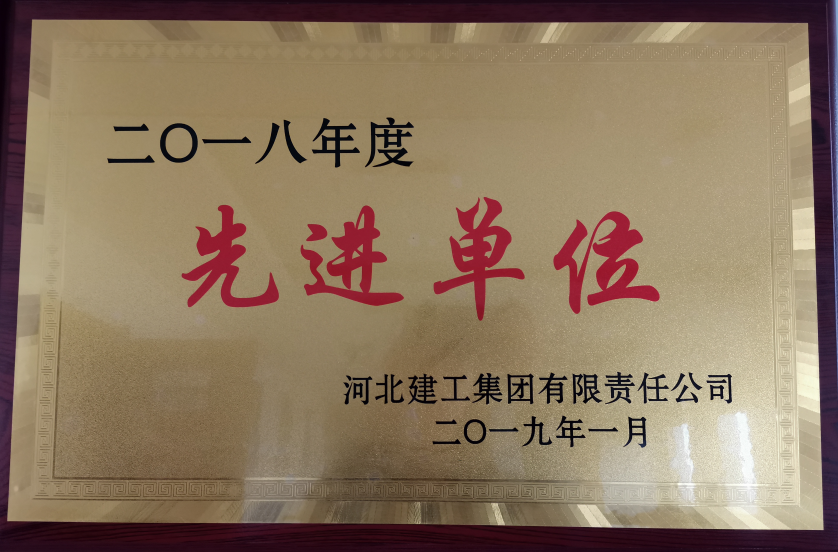 二〇一八年度
先进单位
河北建工集团有限责任公司
二〇一九年一月